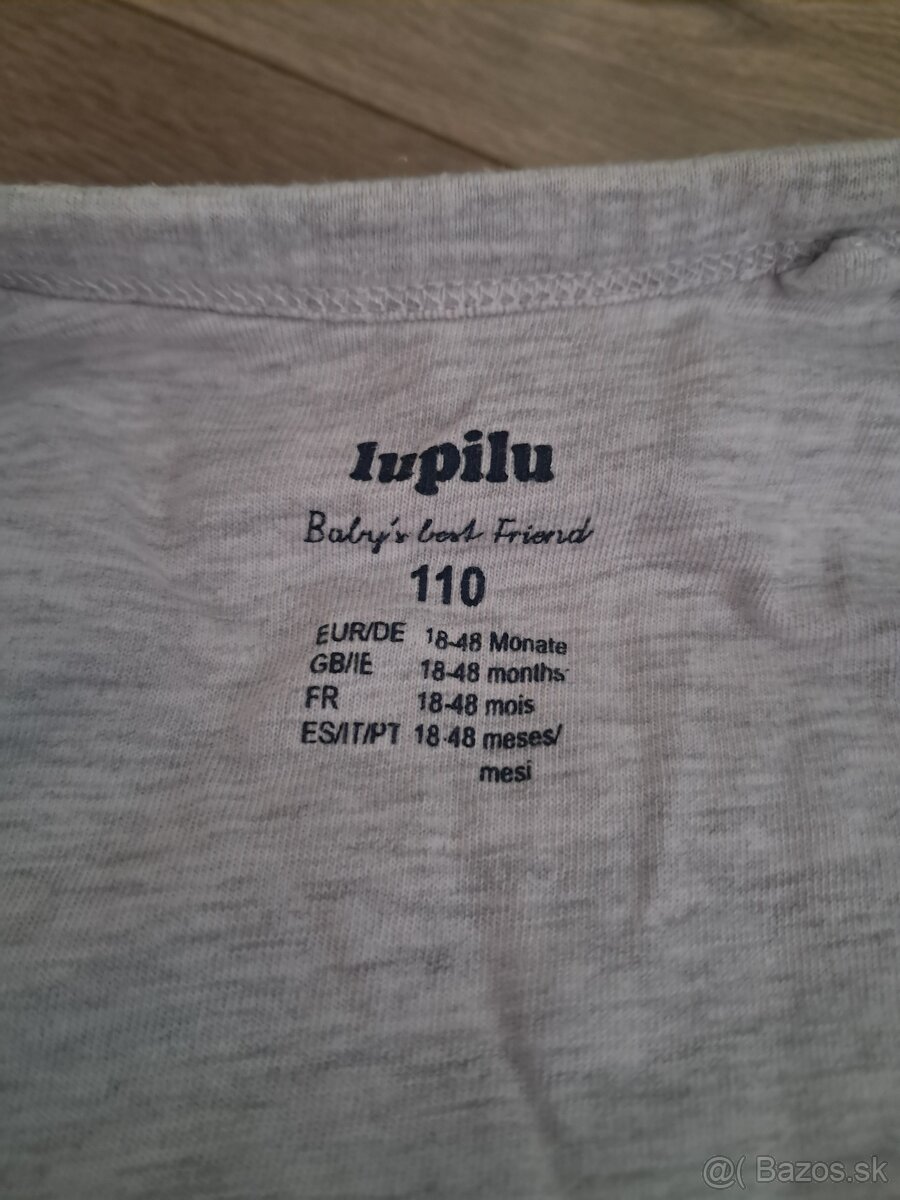 lupilu
Baby's best Friend
110
EUR/DE 18-48 Monate
GB/IE 18-48 months
FR 18-48 mois
ES/IT/PT 18-48 meses/
mesi
@( Bazos.sk